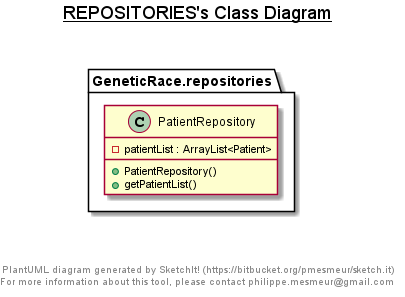 REPOSITORIES's Class Diagram
GeneticRace.repositories
C PatientRepository
patientList : ArrayList<Patient>
PatientRepository()
getPatientList()
PlantUML diagram generated by SketchIt! (https://bitbucket.org/pmesmeur/sketch.it)
For more information about this tool, please contact philippe.mesmeur@gmail.com